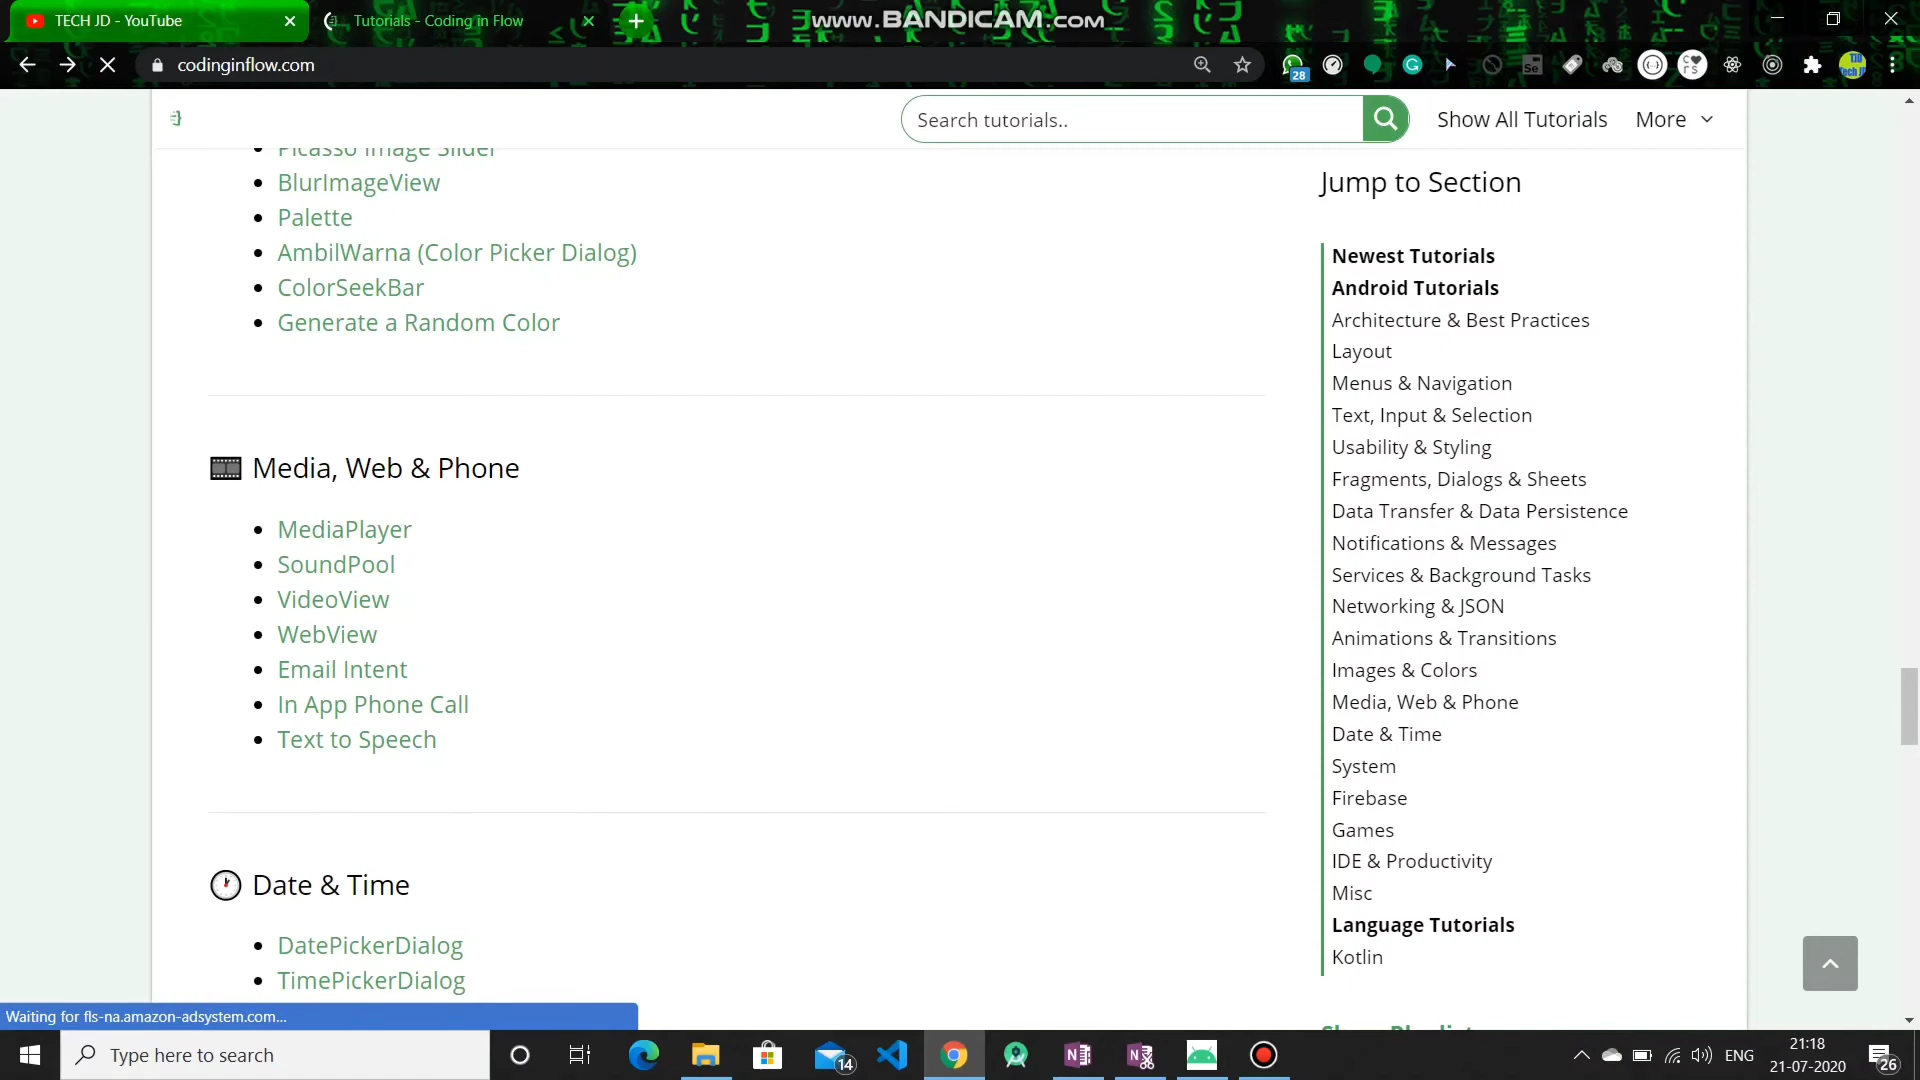 TECH JD - YouTube
Tutorials - Coding in Flow
www.BANDICAM.com
codinginflow.com
28
Search tutorials..
Show All Tutorials
More
Picasso Image Slider
BlurImageView
Palette
AmbilWarna (Color Picker Dialog)
ColorSeekBar
Generate a Random Color
Media, Web & Phone
MediaPlayer
SoundPool
VideoView
WebView
Email Intent
In App Phone Call
Text to Speech
Date & Time
DatePickerDialog
TimePickerDialog
Jump to Section
Newest Tutorials
Android Tutorials
Architecture & Best Practices
Layout
Menus & Navigation
Text, Input & Selection
Usability & Styling
Fragments, Dialogs & Sheets
Data Transfer & Data Persistence
Notifications & Messages
Services & Background Tasks
Networking & JSON
Animations & Transitions
Images & Colors
Media, Web & Phone
Date & Time
System
Firebase
Games
IDE & Productivity
Misc
Language Tutorials
Kotlin
Waiting for fls-na.amazon-adsystem.com...
Type here to search
14
ENG
21:18
21-07-2020
26